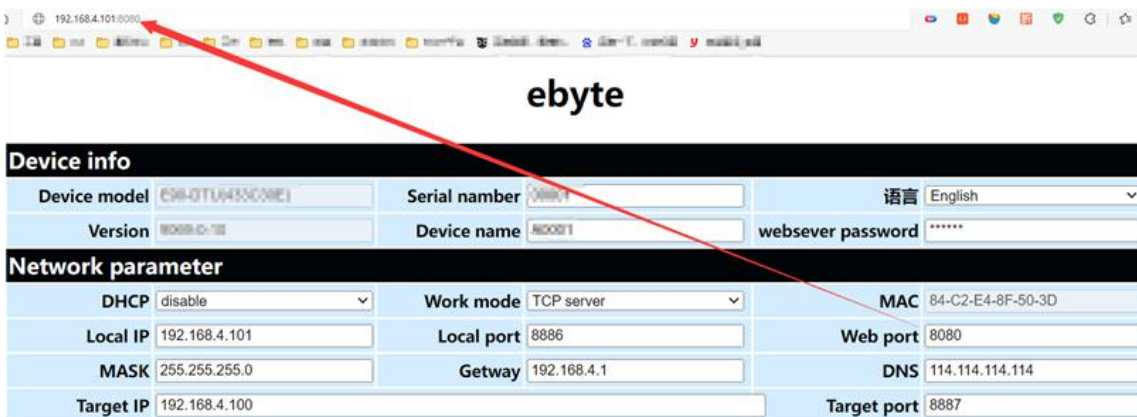 192.168.4.101:8080
ebyte
Device info
Device model Serial namber 语言 English
Version Device name websever password ******
Network parameter
DHCP disable Work mode TCP server MAC 84-C2-E4-8F-50-3D
Local IP 192.168.4.101 Local port 8886 Web port 8080
MASK 255.255.255.0 Getway 192.168.4.1 DNS 114.114.114.114
Target IP 192.168.4.100 Target port 8887